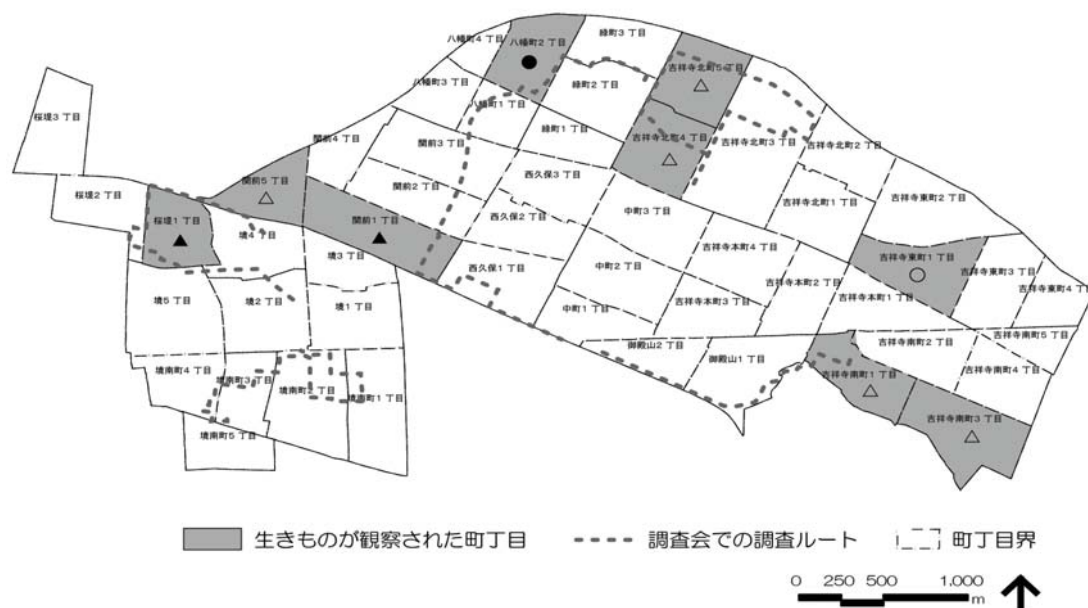 八幡町4 丁目
八幡町2 丁目
緑町3 丁目
吉祥寺北町5 丁目
桜堤3 丁目
八幡町3 丁目
緑町2 丁目
八幡町1 丁目
緑町1 丁目
関前4 丁目
関前3 丁目
吉祥寺北町4 丁目
吉祥寺北町3 丁目
吉祥寺北町2 丁目
桜堤2 丁目
関前5 丁目
関前2 丁目
西久保3 丁目
吉祥寺北町1 丁目
吉祥寺東町2 丁目
桜堤1 丁目
境4 丁目
関前1 丁目
西久保2 丁目
中町3 丁目
吉祥寺本町4 丁目
吉祥寺東町1 丁目
境3 丁目
西久保1 丁目
中町2 丁目
吉祥寺本町2 丁目
吉祥寺本町1 丁目
吉祥寺東町3 丁目
吉祥寺東町4 丁目
境5 丁目
境2 丁目
境1 丁目
中町1 丁目
吉祥寺本町3 丁目
御殿山2 丁目
御殿山1 丁目
吉祥寺南町2 丁目
吉祥寺南町5 丁目
境南町4 丁目
境南町3 丁目
境南町2 丁目
境南町1 丁目
吉祥寺南町1 丁目
吉祥寺南町4 丁目
境南町5 丁目
吉祥寺南町3 丁目
生きものが観察された町丁目
調査会での調査ルート
町丁目界
0 250 500 1,000
m